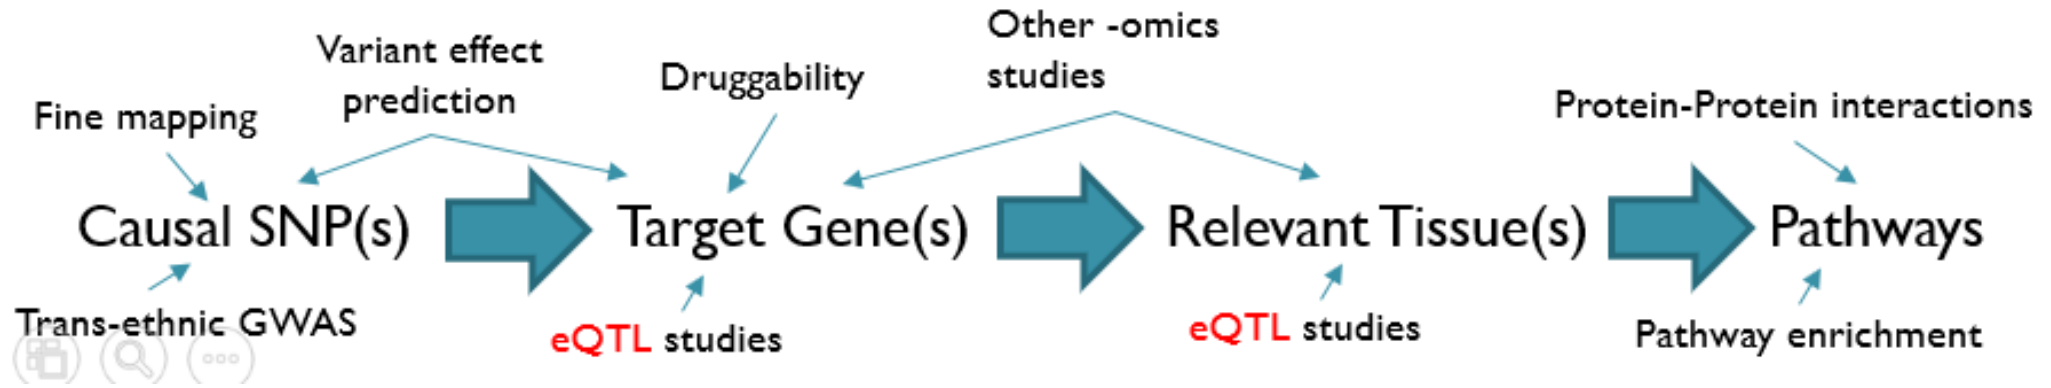 Other -omics
studies
Variant effect
prediction
Druggability
Fine mapping
Protein-Protein interactions
Causal SNP(s)
Target Gene(s)
Relevant Tissue(s)
Pathways
Trans-ethnic GWAS
eQTL studies
eQTL studies
Pathway enrichment